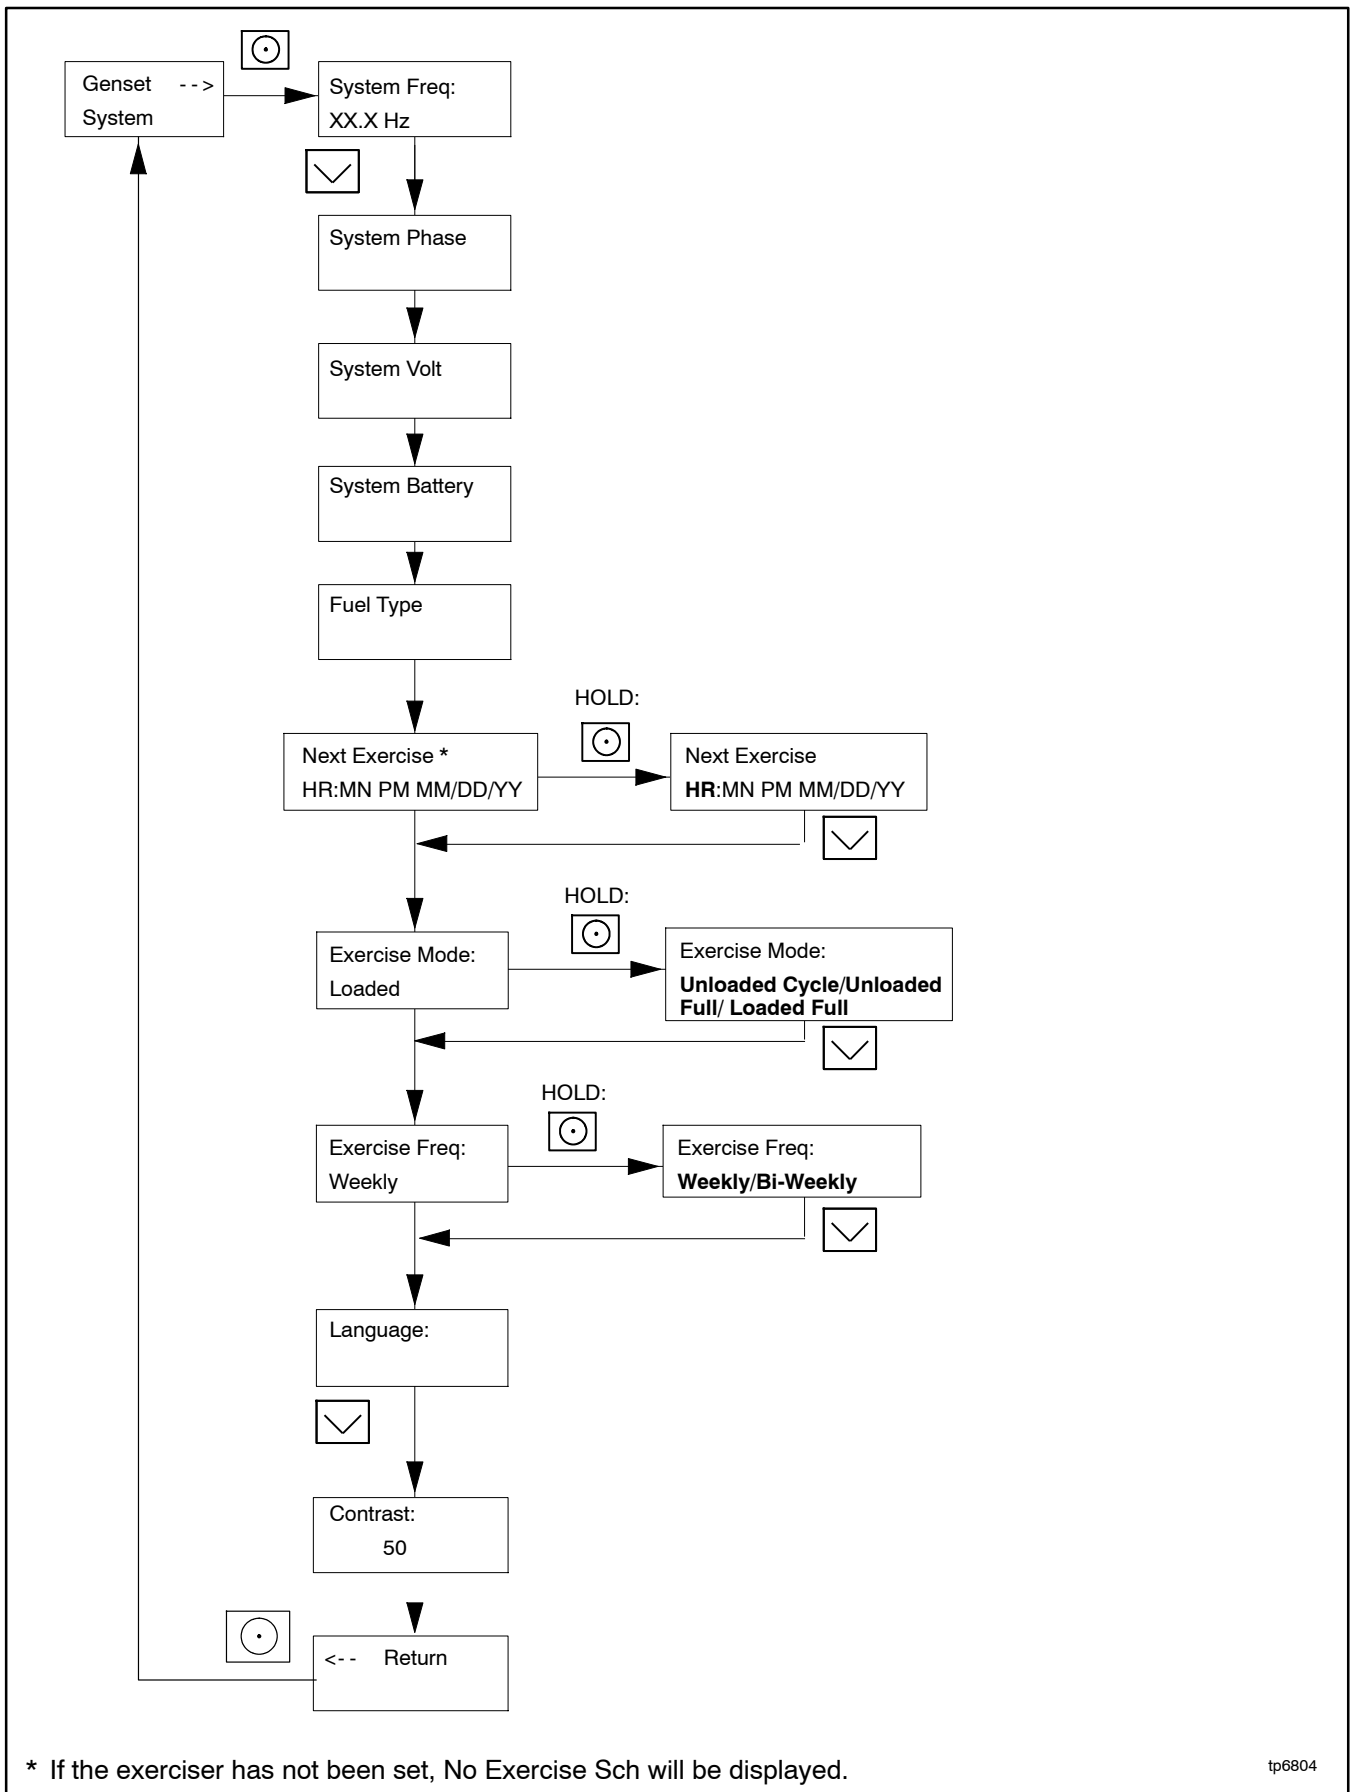 Genset -->
System
System Freq:
XX.X Hz
System Phase
System Volt
System Battery
Fuel Type
HOLD:
Next Exercise *
HR:MN PM MM/DD/YY
Next Exercise
HR:MN PM MM/DD/YY
HOLD:
Exercise Mode:
Loaded
Exercise Mode:
Unloaded Cycle/Unloaded
Full/ Loaded Full
HOLD:
Exercise Freq:
Weekly
Exercise Freq:
Weekly/Bi-Weekly
Language:
Contrast:
50
<-- Return
* If the exerciser has not been set, No Exercise Sch will be displayed.
tp6804